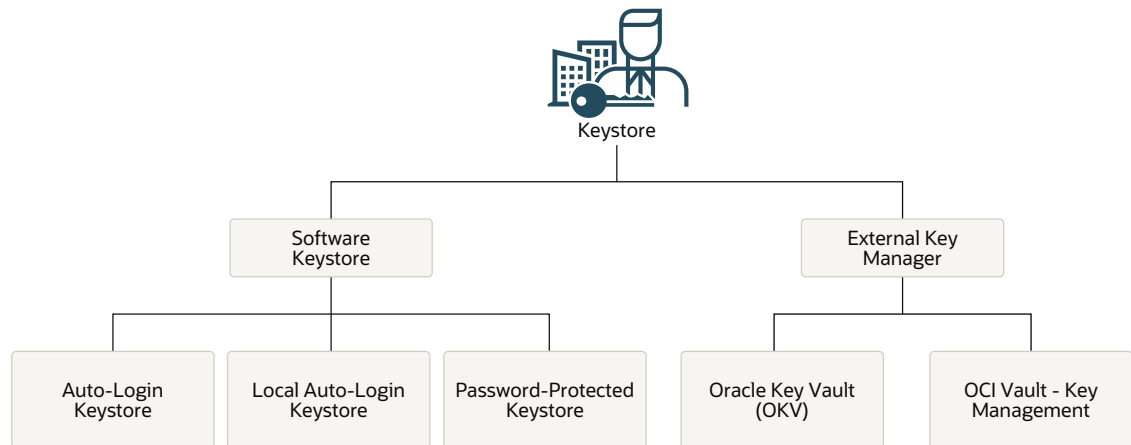 Keystore
Software
Keystore
External Key
Manager
Auto-Login
Keystore
Local Auto-Login
Keystore
Password-Protected
Keystore
Oracle Key Vault
(OKV)
OCI Vault - Key
Management